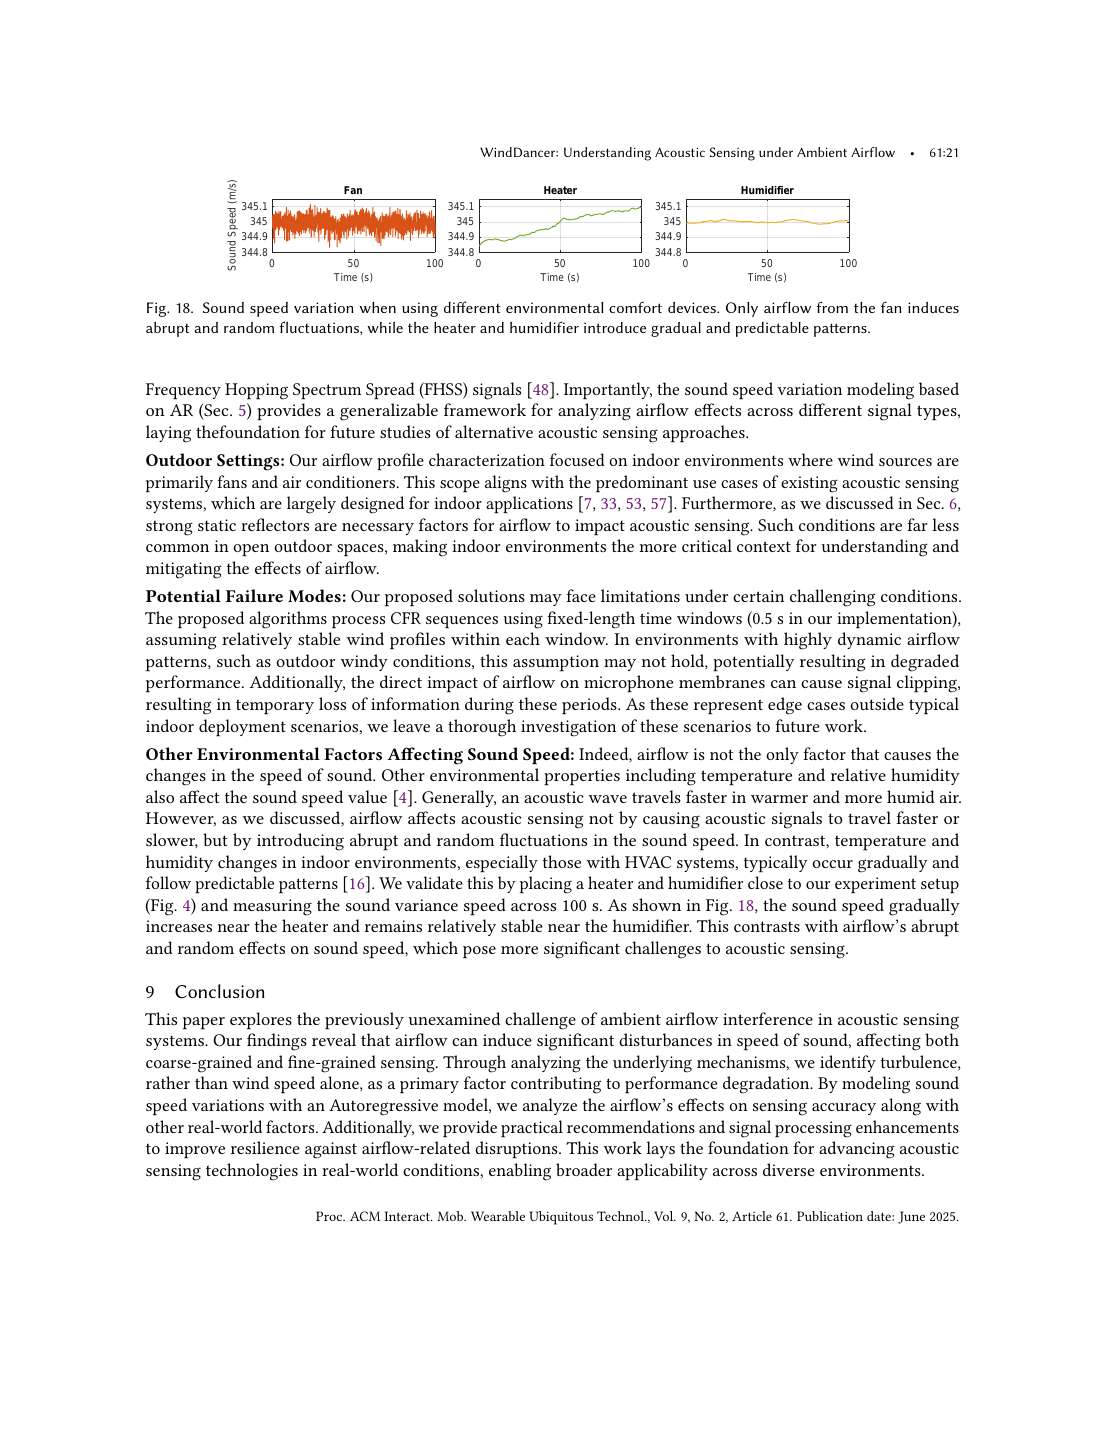 WindDancer: Understanding Acoustic Sensing under Ambient Airflow • 61:21
Fan
Heater
Humidifier
Sound Speed (m/s)
345.1
345
344.9
344.8
0
50
100
Time (s)
345.1
345
344.9
344.8
0
50
100
Time (s)
345.1
345
344.9
344.8
0
50
100
Time (s)
Fig. 18. Sound speed variation when using different environmental comfort devices. Only airflow from the fan induces
abrupt and random fluctuations, while the heater and humidifier introduce gradual and predictable patterns.
Frequency Hopping Spectrum Spread (FHSS) signals [48]. Importantly, the sound speed variation modeling based
on AR (Sec. 5) provides a generalizable framework for analyzing airflow effects across different signal types,
laying thefoundation for future studies of alternative acoustic sensing approaches.
Outdoor Settings: Our airflow profile characterization focused on indoor environments where wind sources are
primarily fans and air conditioners. This scope aligns with the predominant use cases of existing acoustic sensing
systems, which are largely designed for indoor applications [7, 33, 53, 57]. Furthermore, as we discussed in Sec. 6,
strong static reflectors are necessary factors for airflow to impact acoustic sensing. Such conditions are far less
common in open outdoor spaces, making indoor environments the more critical context for understanding and
mitigating the effects of airflow.
Potential Failure Modes: Our proposed solutions may face limitations under certain challenging conditions.
The proposed algorithms process CFR sequences using fixed-length time windows (0.5 s in our implementation),
assuming relatively stable wind profiles within each window. In environments with highly dynamic airflow
patterns, such as outdoor windy conditions, this assumption may not hold, potentially resulting in degraded
performance. Additionally, the direct impact of airflow on microphone membranes can cause signal clipping,
resulting in temporary loss of information during these periods. As these represent edge cases outside typical
indoor deployment scenarios, we leave a thorough investigation of these scenarios to future work.
Other Environmental Factors Affecting Sound Speed: Indeed, airflow is not the only factor that causes the
changes in the speed of sound. Other environmental properties including temperature and relative humidity
also affect the sound speed value [4]. Generally, an acoustic wave travels faster in warmer and more humid air.
However, as we discussed, airflow affects acoustic sensing not by causing acoustic signals to travel faster or
slower, but by introducing abrupt and random fluctuations in the sound speed. In contrast, temperature and
humidity changes in indoor environments, especially those with HVAC systems, typically occur gradually and
follow predictable patterns [16]. We validate this by placing a heater and humidifier close to our experiment setup
(Fig. 4) and measuring the sound variance speed across 100 s. As shown in Fig. 18, the sound speed gradually
increases near the heater and remains relatively stable near the humidifier. This contrasts with airflow's abrupt
and random effects on sound speed, which pose more significant challenges to acoustic sensing.
9 Conclusion
This paper explores the previously unexamined challenge of ambient airflow interference in acoustic sensing
systems. Our findings reveal that airflow can induce significant disturbances in speed of sound, affecting both
coarse-grained and fine-grained sensing. Through analyzing the underlying mechanisms, we identify turbulence,
rather than wind speed alone, as a primary factor contributing to performance degradation. By modeling sound
speed variations with an Autoregressive model, we analyze the airflow's effects on sensing accuracy along with
other real-world factors. Additionally, we provide practical recommendations and signal processing enhancements
to improve resilience against airflow-related disruptions. This work lays the foundation for advancing acoustic
sensing technologies in real-world conditions, enabling broader applicability across diverse environments.
Proc. ACM Interact. Mob. Wearable Ubiquitous Technol., Vol. 9, No. 2, Article 61. Publication date: June 2025.